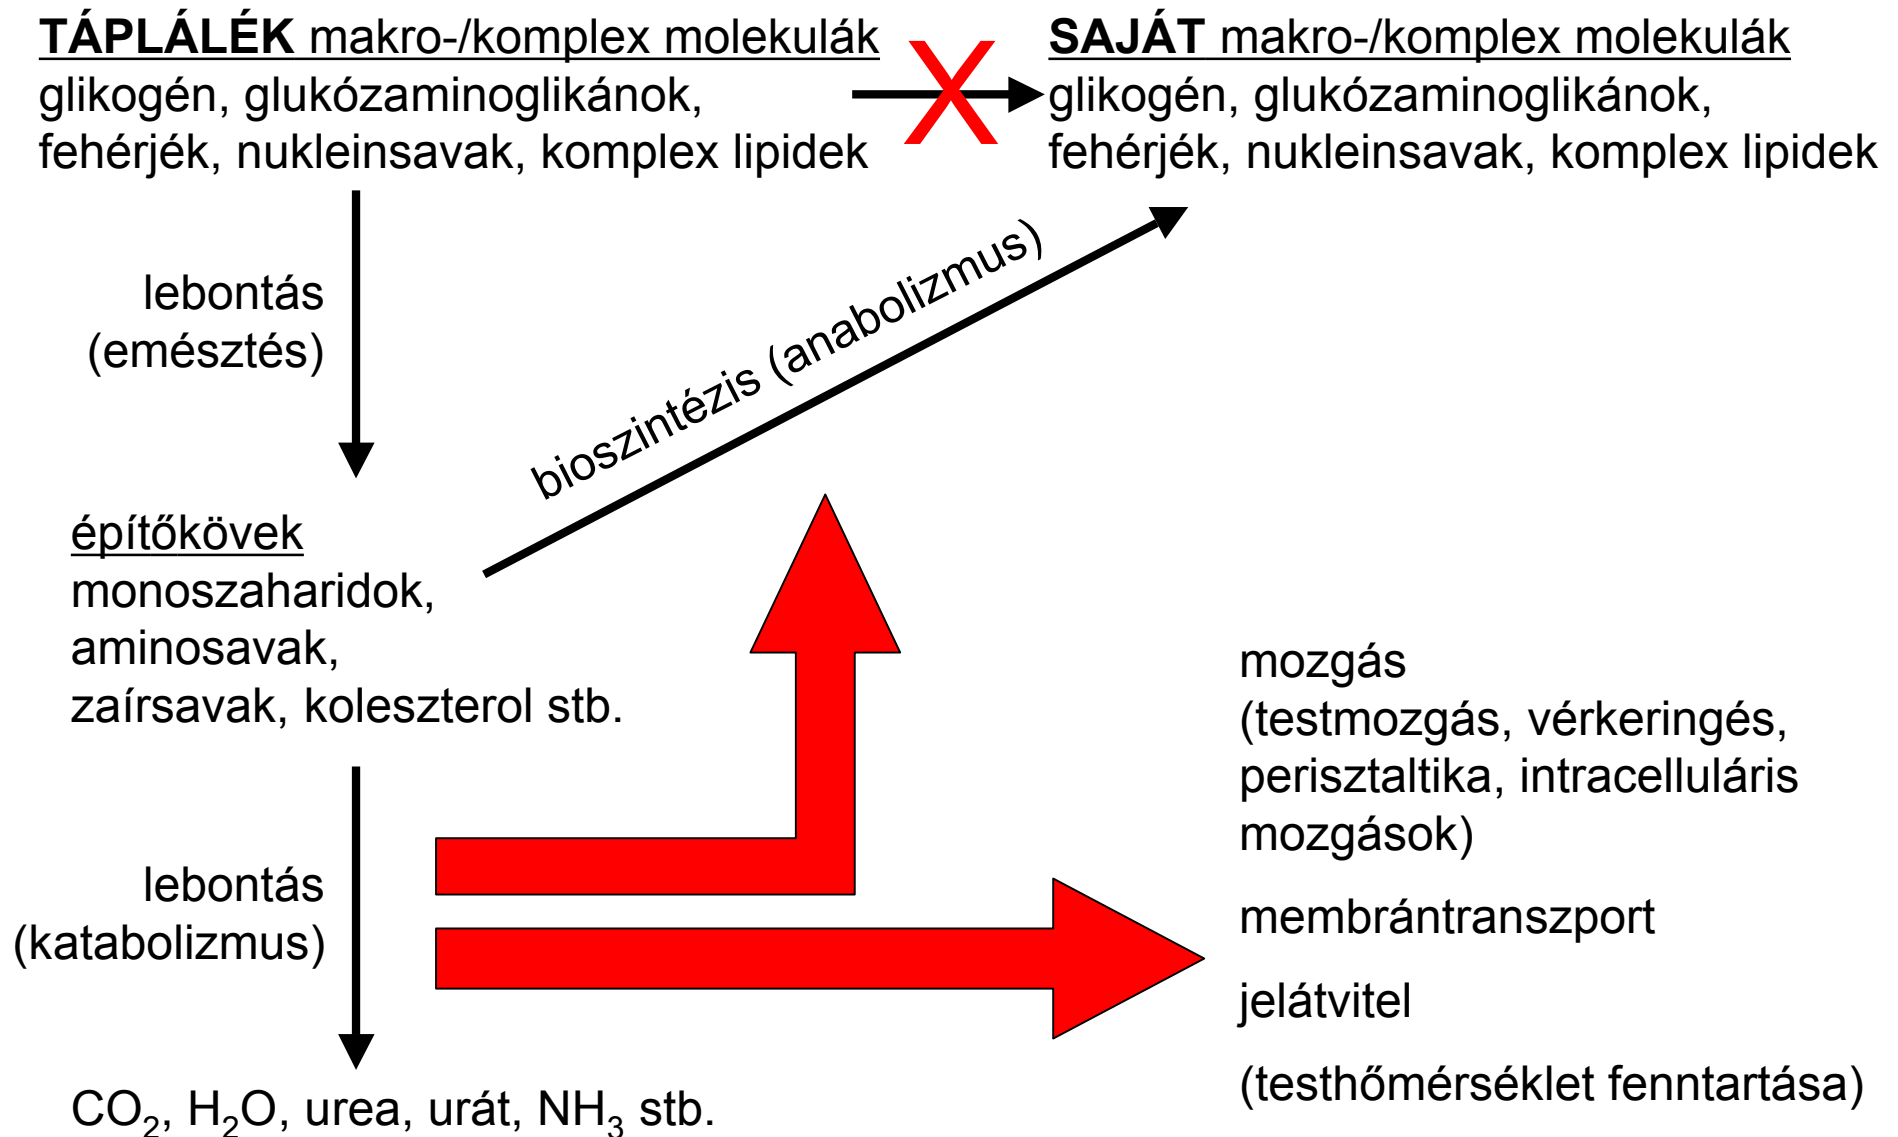 TÁPLÁLÉK makro-/komplex molekulák
glikogén, glukózaminoglikánok,
fehérjék, nukleinsavak, komplex lipidek
X
SAJÁT makro-/komplex molekulák
glikogén, glukózaminoglikánok,
fehérjék, nukleinsavak, komplex lipidek
lebontás
(emésztés)
bioszintézis (anabolizmus)
építőkövek
monoszaharidok,
aminosavak,
zaírsavak, koleszterol stb.
lebontás
(katabolizmus)
mozgás
(testmozgás, vérkeringés,
perisztaltika, intracelluláris
mozgások)
membrántranszport
jelátvitel
(testhőmérséklet fenntartása)
CO₂, H₂O, urea, urát, NH₃ stb.